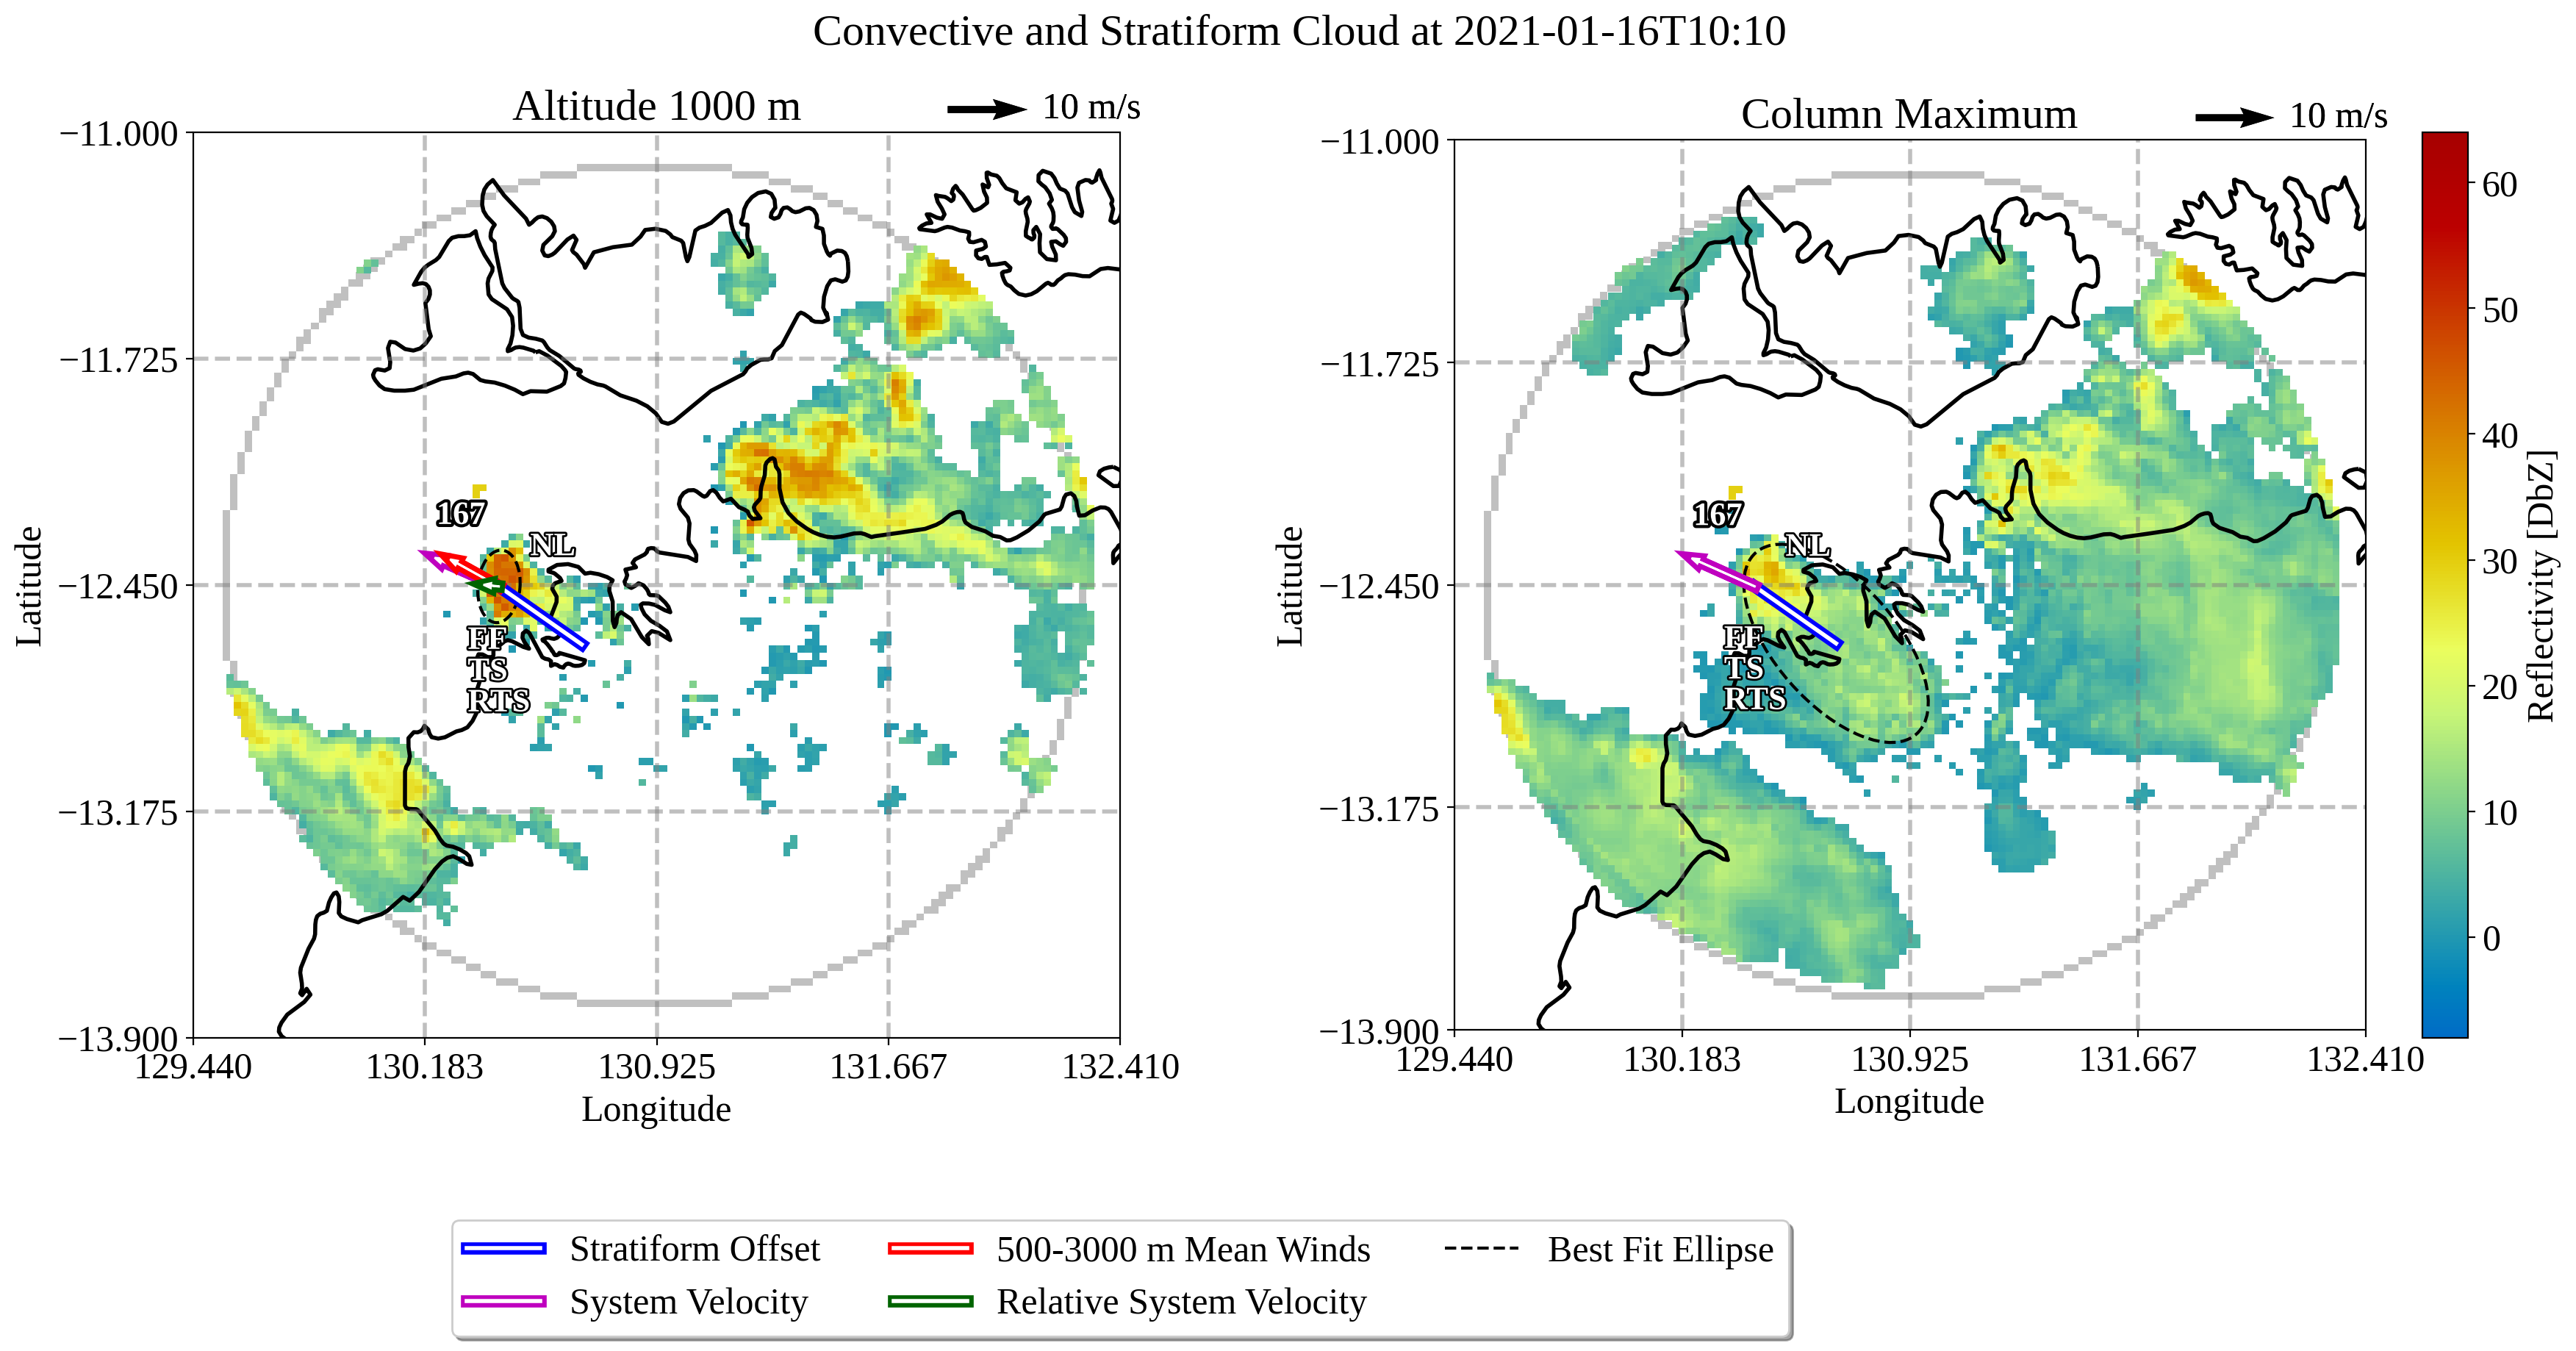 Convective and Stratiform Cloud at 2021-01-16T10:10
Altitude 1000 m
10 m/s
−11.000
−11.725
−12.450
−13.175
−13.900
Latitude
167
NL
FF
TS
RTS
129.440
130.183
130.925
131.667
132.410
Longitude
Column Maximum
10 m/s
−11.000
−11.725
−12.450
−13.175
−13.900
Latitude
167
NL
FF
TS
RTS
129.440
130.183
130.925
131.667
132.410
Longitude
60
50
40
30
20
10
0
Reflectivity [DbZ]
Stratiform Offset
System Velocity
500-3000 m Mean Winds
Relative System Velocity
Best Fit Ellipse